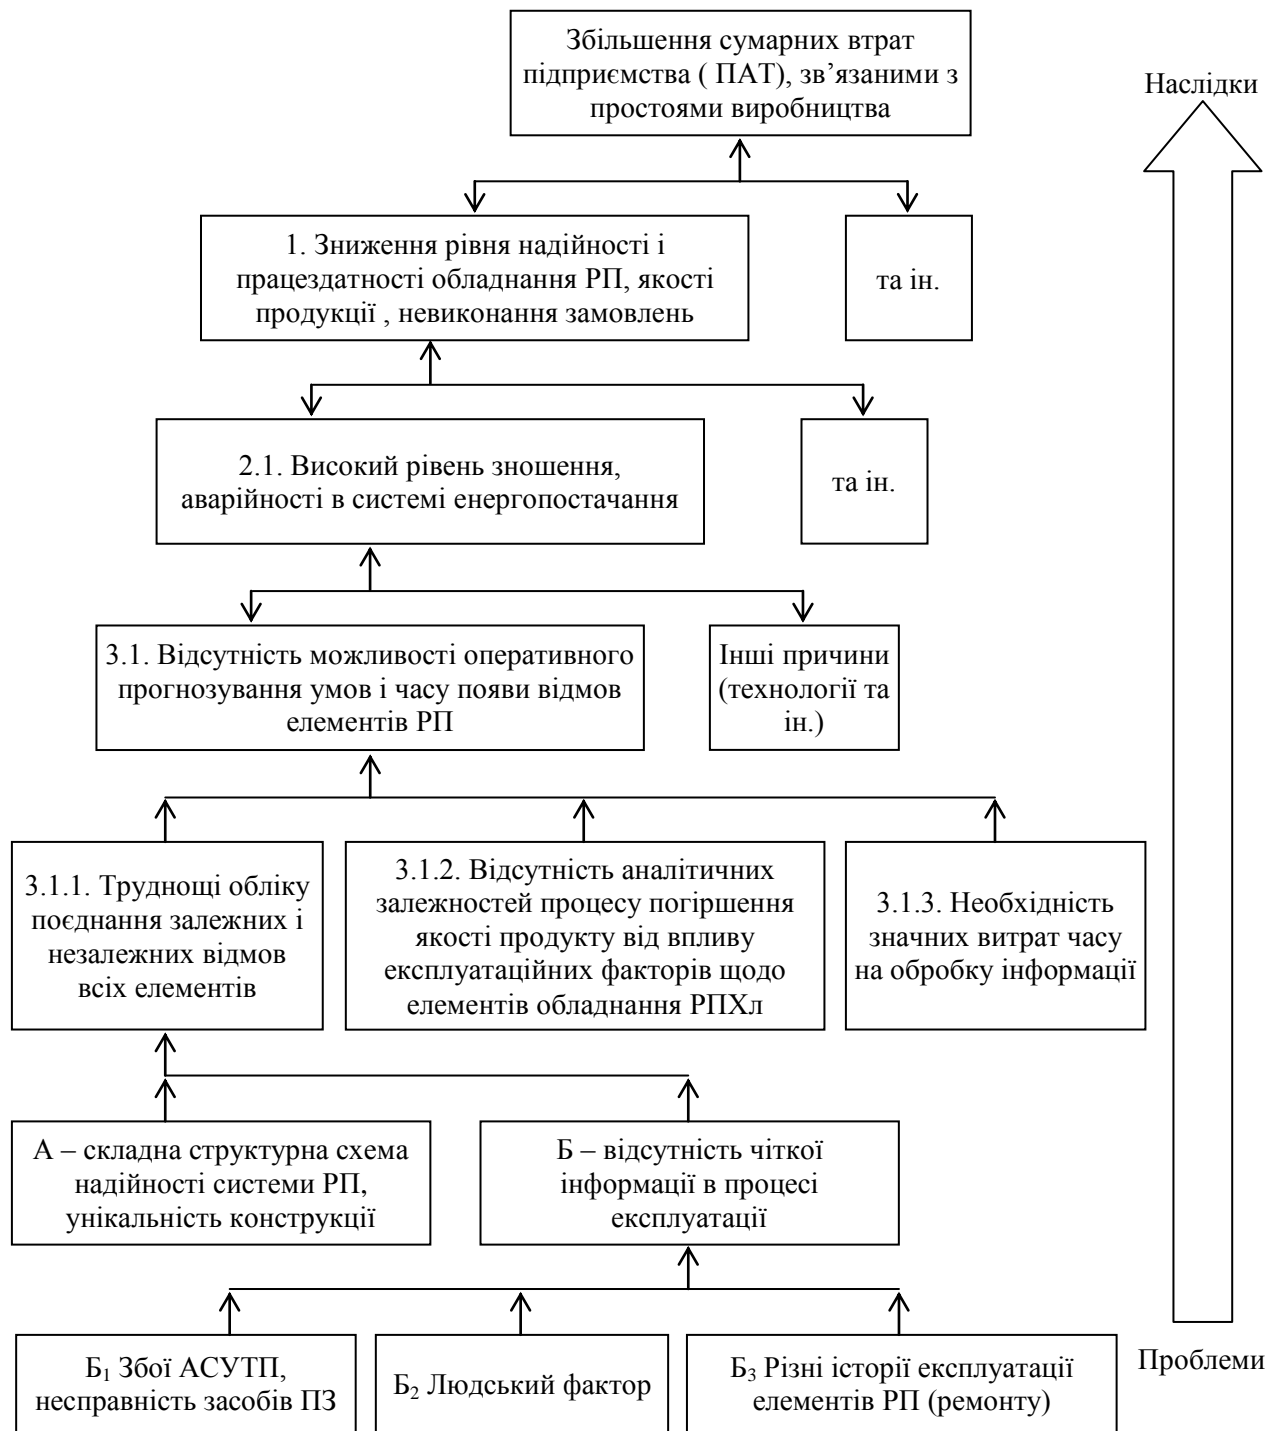 Збільшення сумарних втрат
підприємства ( ПАТ), зв’язаними з
простоями виробництва
Наслідки
1. Зниження рівня надійності і
працездатності обладнання РП, якості
продукції , невиконання замовлень
та ін.
2.1. Високий рівень зношення,
аварійності в системі енергопостачання
та ін.
3.1. Відсутність можливості оперативного
прогнозування умов і часу появи відмов
елементів РП
Інші причини
(технології та
ін.)
3.1.1. Труднощі обліку
поєднання залежних і
незалежних відмов
всіх елементів
3.1.2. Відсутність аналітичних
залежностей процесу погіршення
якості продукту від впливу
експлуатаційних факторів щодо
елементів обладнання РПХл
3.1.3. Необхідність
значних витрат часу
на обробку інформації
А – складна структурна схема
надійності системи РП,
унікальність конструкції
Б – відсутність чіткої
інформації в процесі
експлуатації
Б₁ Збої АСУТП,
несправність засобів ПЗ
Б₂ Людський фактор
Б₃ Різні історії експлуатації
елементів РП (ремонту)
Проблеми